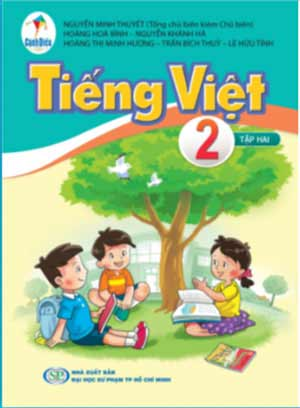 Cánh Diều
NGUYỄN MINH THUYẾT (Tổng chủ biên kiêm Chủ biên)
HOÀNG HOÀ BÌNH - NGUYỄN KHÁNH HÀ
HOÀNG THỊ MINH HƯƠNG - TRẦN BÍCH THUỶ - LÊ HỮU TỈNH
Tiếng Việt
2
TẬP HAI
SP
NHÀ XUẤT BẢN
ĐẠI HỌC SƯ PHẠM TP HỒ CHÍ MINH